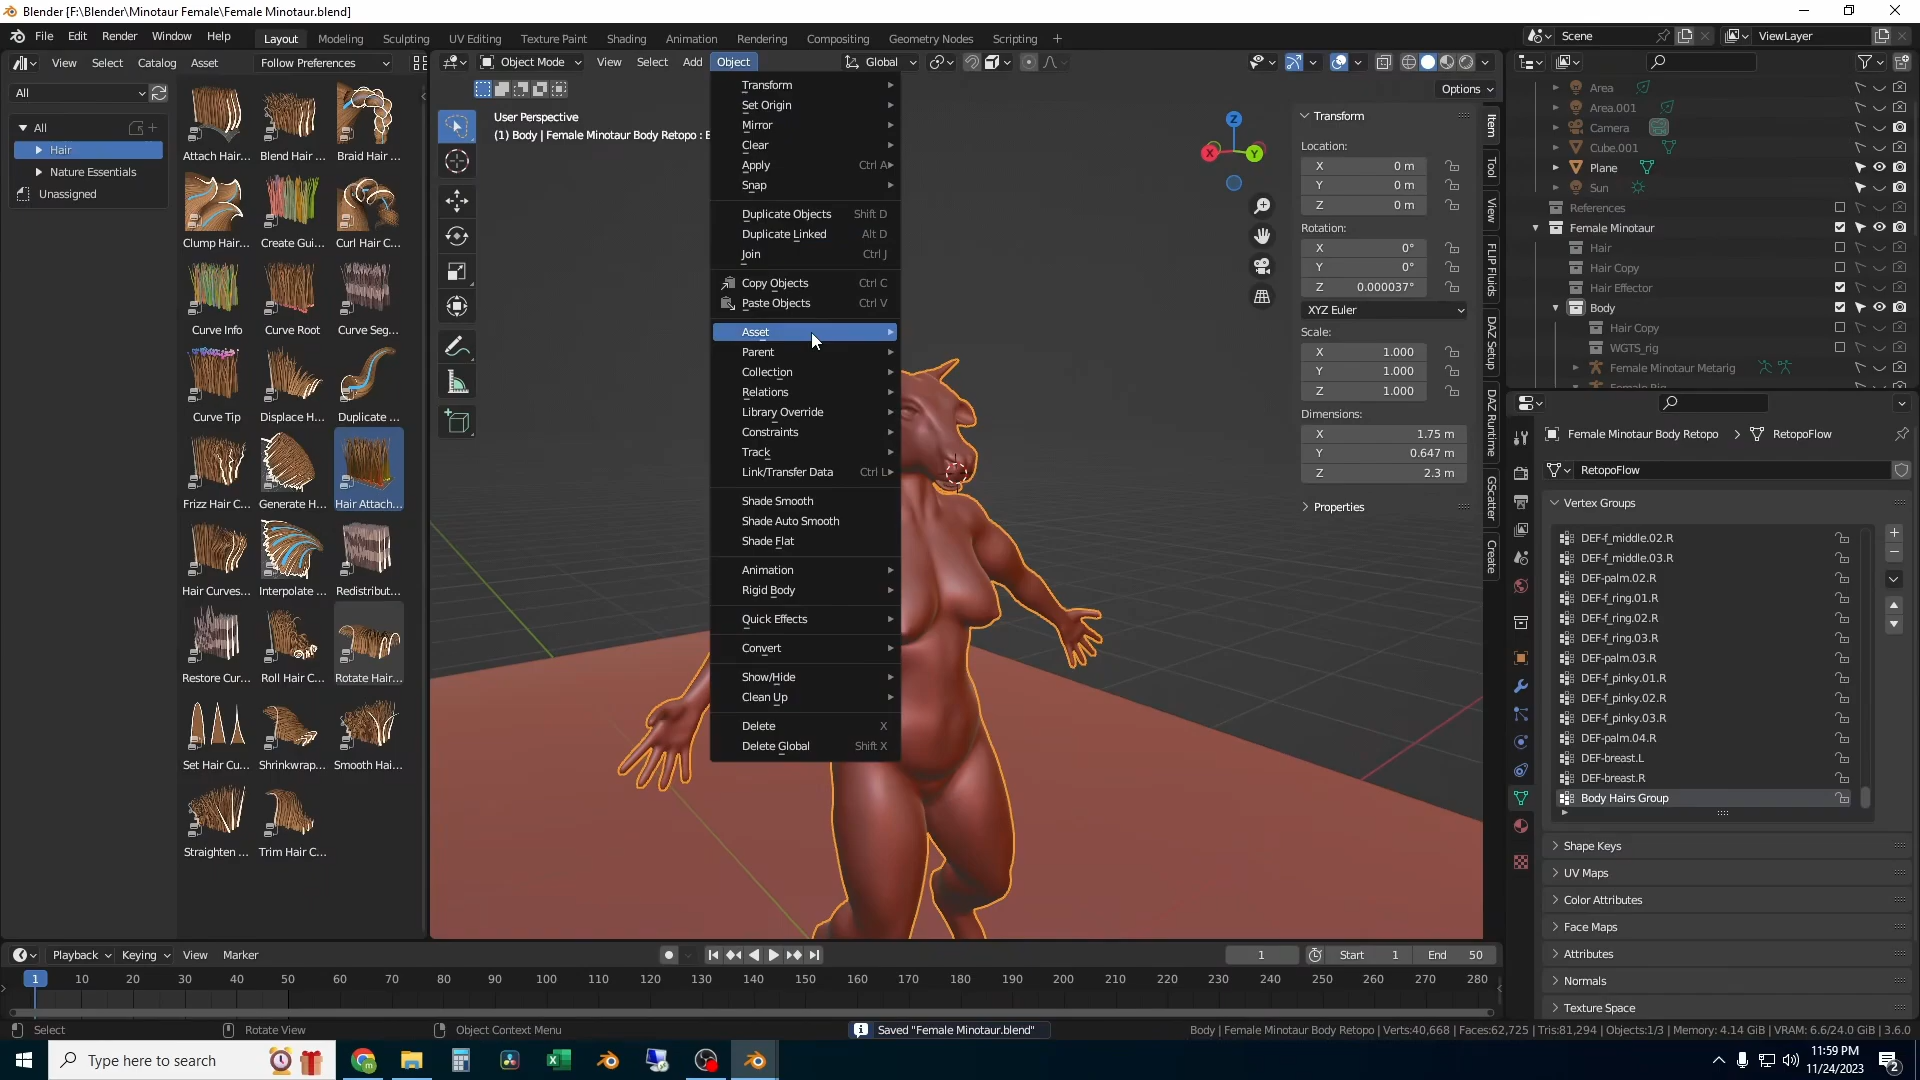 Blender [F:\Blender\Minotaur Female\Female Minotaur.blend]
File Edit Render Window Help
Layout Modeling Sculpting UV Editing Texture Paint Shading Animation Rendering Compositing Geometry Nodes Scripting +
Scene
ViewLayer
View Select Catalog Asset Follow Preferences
Object Mode View Select Add Object Global
Options
All
All
Hair
Nature Essentials
Unassigned
Attach Hair... Blend Hair ... Braid Hair ...
Clump Hair... Create Gui... Curl Hair C...
Curve Info Curve Root Curve Seg...
Curve Tip Displace H... Duplicate ...
Frizz Hair C... Generate H... Hair Attach...
Hair Curves... Interpolate ... Redistribut...
Restore Cur... Roll Hair C... Rotate Hair...
Set Hair Cu... Shrinkwrap... Smooth Hai...
Straighten ... Trim Hair C...
User Perspective
(1) Body | Female Minotaur Body Retopo :
Transform
Set Origin
Mirror
Clear
Apply Ctrl A
Snap
Duplicate Objects Shift D
Duplicate Linked Alt D
Join Ctrl J
Copy Objects Ctrl C
Paste Objects Ctrl V
Asset
Parent
Collection
Relations
Library Override
Constraints
Track
Link/Transfer Data Ctrl L
Shade Smooth
Shade Auto Smooth
Shade Flat
Animation
Rigid Body
Quick Effects
Convert
Show/Hide
Clean Up
Delete X
Delete Global Shift X
Z
X
Y
Transform
Location:
X 0 m
Y 0 m
Z 0 m
Rotation:
X 0°
Y 0°
Z 0.000037°
XYZ Euler
Scale:
X 1.000
Y 1.000
Z 1.000
Dimensions:
X 1.75 m
Y 0.647 m
Z 2.3 m
Properties
Item
Tool
View
FLIP Fluids
DAZ Setup
DAZ Runtime
GScatter
Create
Area
Area.001
Camera
Cube.001
Plane
Sun
References
Female Minotaur
Hair
Hair Copy
Hair Effector
Body
Hair Copy
WGTS_rig
Female Minotaur Metarig
Female Rig
Female Minotaur Body Retopo > RetopoFlow
RetopoFlow
Vertex Groups
DEF-f_middle.02.R
DEF-f_middle.03.R
DEF-palm.02.R
DEF-f_ring.01.R
DEF-f_ring.02.R
DEF-f_ring.03.R
DEF-palm.03.R
DEF-f_pinky.01.R
DEF-f_pinky.02.R
DEF-f_pinky.03.R
DEF-palm.04.R
DEF-breast.L
DEF-breast.R
Body Hairs Group
Shape Keys
UV Maps
Color Attributes
Face Maps
Attributes
Normals
Texture Space
Playback Keying View Marker
1 Start 1 End 50
1 10 20 30 40 50 60 70 80 90 100 110 120 130 140 150 160 170 180 190 200 210 220 230 240 250 260 270 280
Select Rotate View Object Context Menu
Saved "Female Minotaur.blend"
Body | Female Minotaur Body Retopo | Verts:40,668 | Faces:62,725 | Tris:81,294 | Objects:1/3 | Memory: 4.14 GiB | VRAM: 6.6/24.0 GiB | 3.6.0
Type here to search
11:59 PM
11/24/2023
2